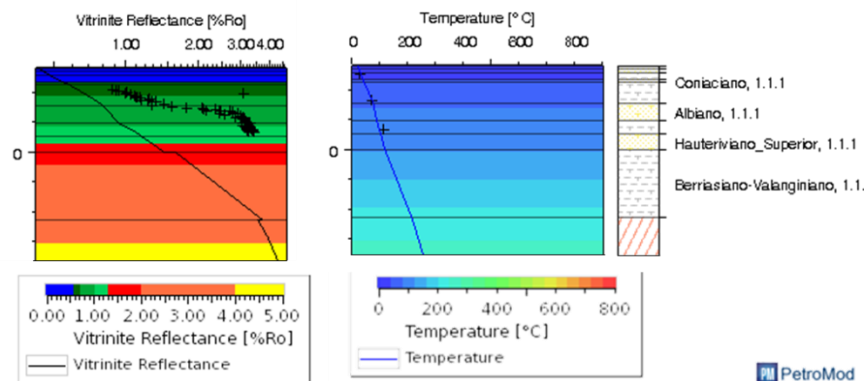 Vitrinite Reflectance [%Ro]
1.00 2.00 3.00 4.00
0
0.00 1.00 2.00 3.00 4.00 5.00
Vitrinite Reflectance [%Ro]
Vitrinite Reflectance
Temperature [°C]
0 200 400 600 800
0
0 200 400 600 800
Temperature [°C]
Temperature
Coniaciano, 1.1.1
Albiano, 1.1.1
Hauteriviano_Superior, 1.1.1
Berriasiano-Valanginiano, 1.1.
PM PetroMod